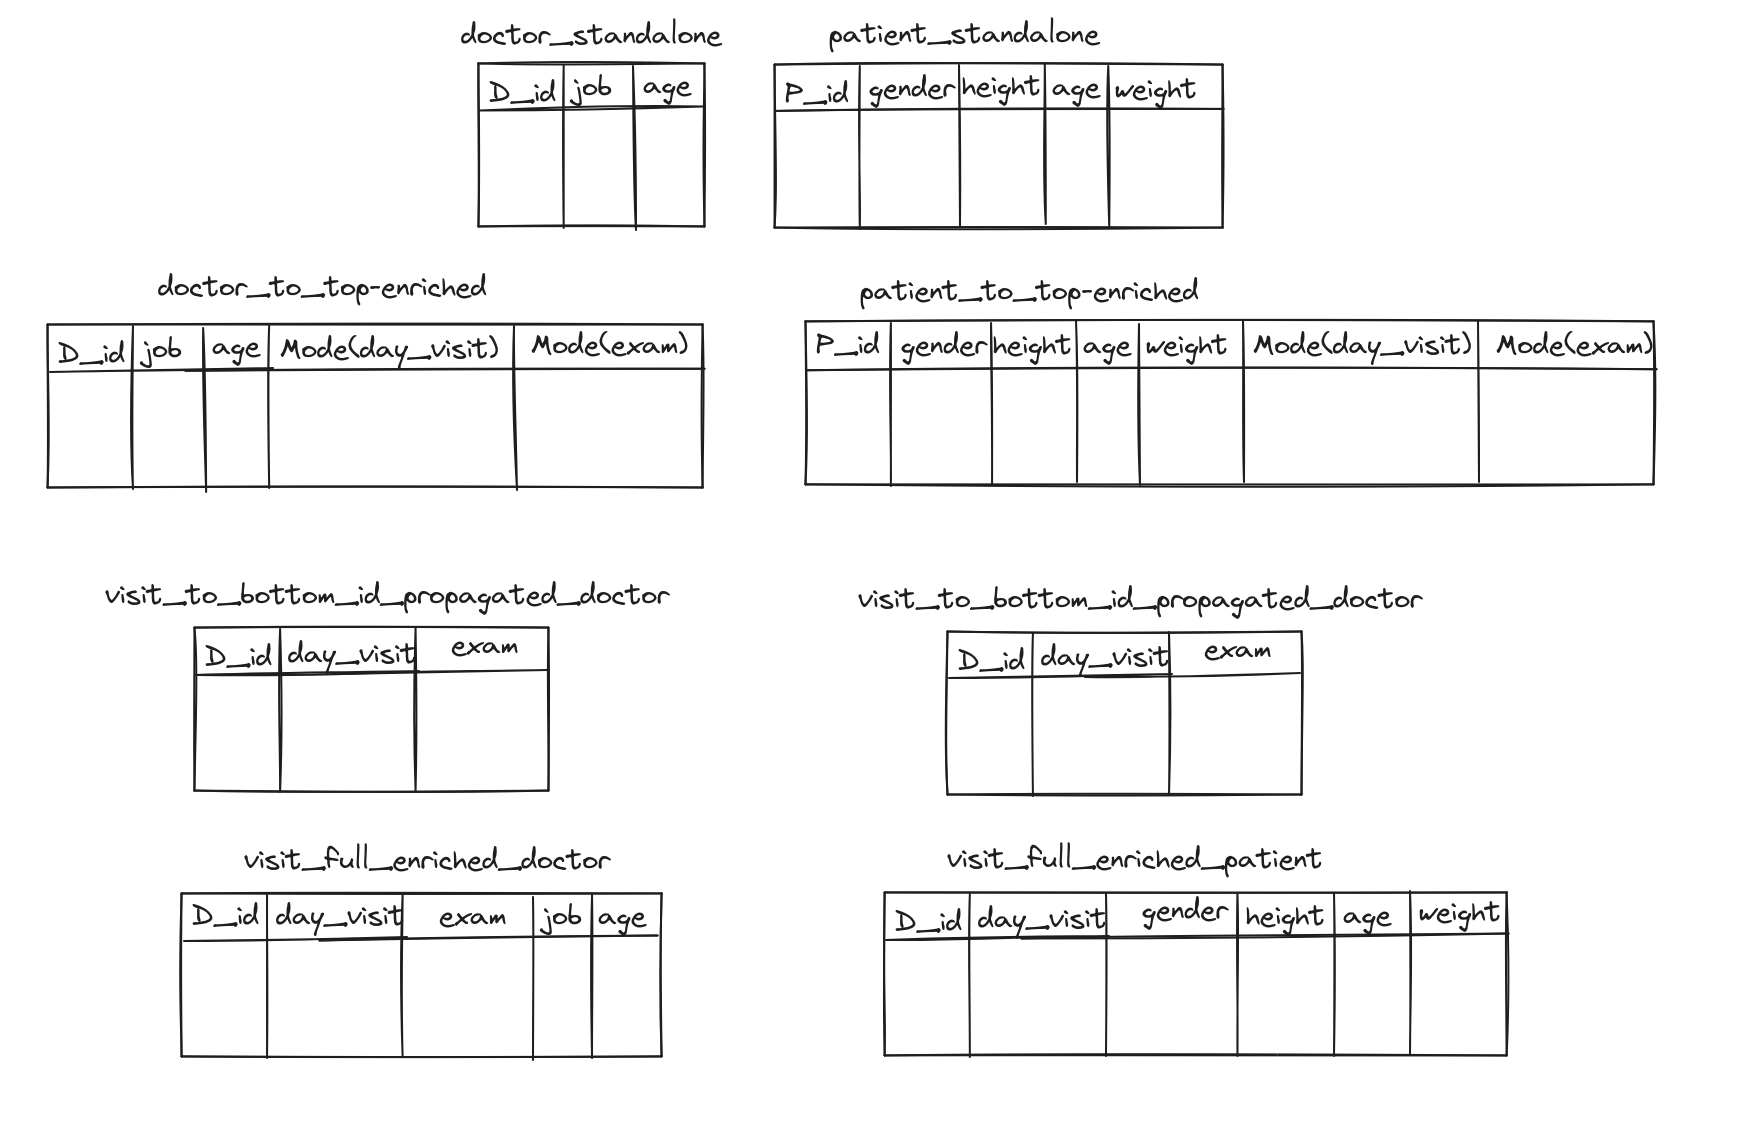 doctor_standalone patient_standalone
D_id job age P_id gender height age weight
doctor_to_top-enriched patient_to_top-enriched
D_id job age Mode(day_visit) Mode(exam) P_id gender height age weight Mode(day_visit) Mode(exam)
visit_to_bottom_id_propagated_doctor visit_to_bottom_id_propagated_doctor
D_id day_visit exam D_id day_visit exam
visit_full_enriched_doctor visit_full_enriched_patient
D_id day_visit exam job age D_id day_visit gender height age weight